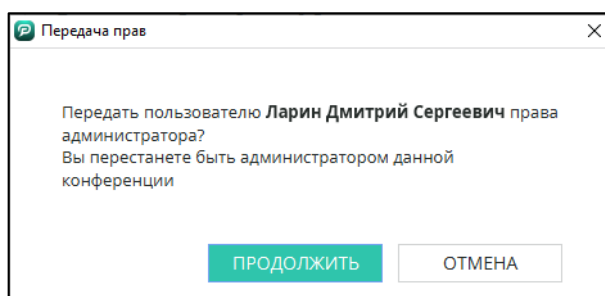 Передача прав
Передать пользователю Ларин Дмитрий Сергеевич права
администратора?
Вы перестанете быть администратором данной
конференции
ПРОДОЛЖИТЬ
ОТМЕНА